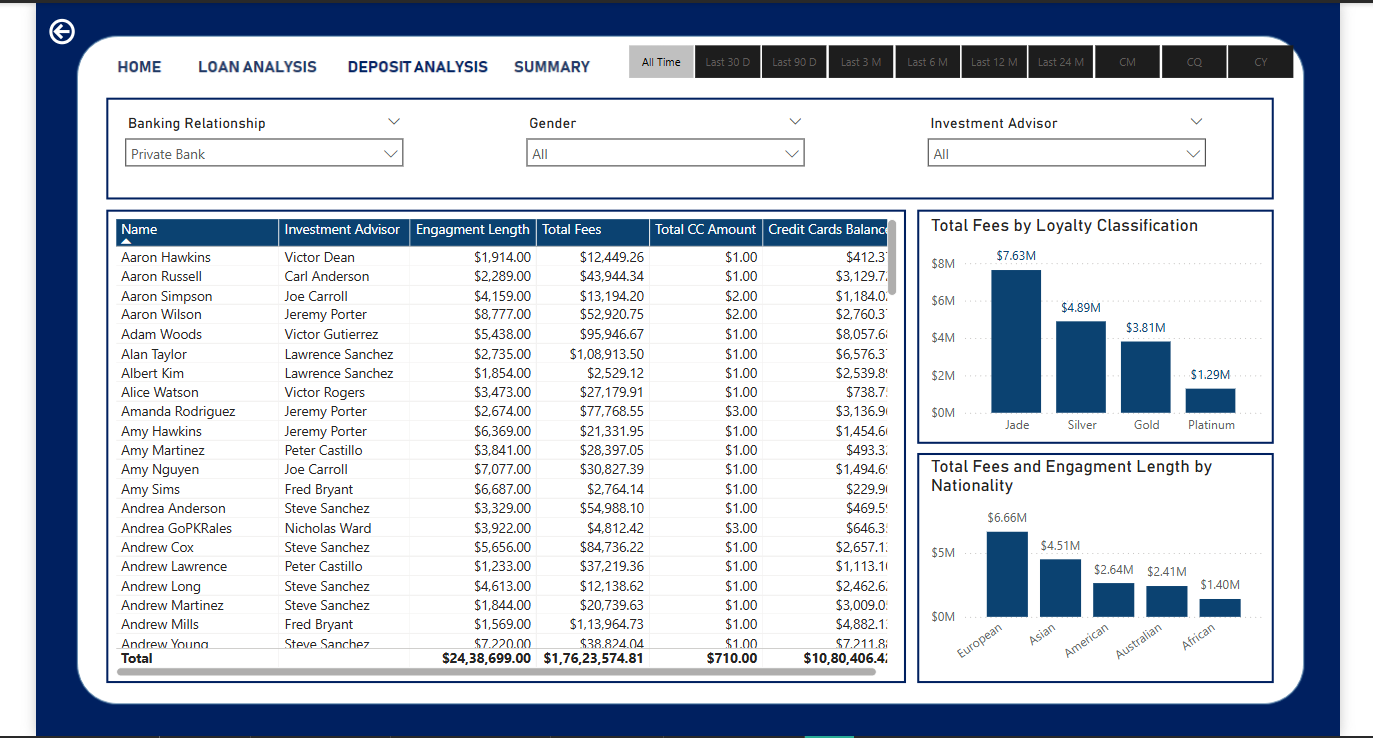 HOME LOAN ANALYSIS DEPOSIT ANALYSIS SUMMARY
All Time Last 30 D Last 90 D Last 3 M Last 6 M Last 12 M Last 24 M CM CQ CY
Banking Relationship Gender Investment Advisor
Private Bank All All
Name Investment Advisor Engagment Length Total Fees Total CC Amount Credit Cards Balance
Aaron Hawkins Victor Dean $1,914.00 $12,449.26 $1.00 $412.37
Aaron Russell Carl Anderson $2,289.00 $43,944.34 $1.00 $3,129.7
Aaron Simpson Joe Carroll $4,159.00 $13,194.20 $2.00 $1,184.0
Aaron Wilson Jeremy Porter $8,777.00 $52,920.75 $2.00 $2,760.37
Adam Woods Victor Gutierrez $5,438.00 $95,946.67 $1.00 $8,057.68
Alan Taylor Lawrence Sanchez $2,735.00 $1,08,913.50 $1.00 $6,576.37
Albert Kim Lawrence Sanchez $1,854.00 $2,529.12 $1.00 $2,539.89
Alice Watson Victor Rogers $3,473.00 $27,179.91 $1.00 $738.7
Amanda Rodriguez Jeremy Porter $2,674.00 $77,768.55 $3.00 $3,136.9
Amy Hawkins Jeremy Porter $6,369.00 $21,331.95 $1.00 $1,454.6
Amy Martinez Peter Castillo $3,841.00 $28,397.05 $1.00 $493.3
Amy Nguyen Joe Carroll $7,077.00 $30,827.39 $1.00 $1,494.6
Amy Sims Fred Bryant $6,687.00 $2,764.14 $1.00 $229.9
Andrea Anderson Steve Sanchez $3,329.00 $54,988.10 $1.00 $469.5
Andrea GoPKRales Nicholas Ward $3,922.00 $4,812.42 $3.00 $646.3
Andrew Cox Steve Sanchez $5,656.00 $84,736.22 $1.00 $2,657.1
Andrew Lawrence Peter Castillo $1,233.00 $37,219.36 $1.00 $1,113.1
Andrew Long Steve Sanchez $4,613.00 $12,138.62 $1.00 $2,462.6
Andrew Martinez Steve Sanchez $1,844.00 $20,739.63 $1.00 $3,009.0
Andrew Mills Fred Bryant $1,569.00 $1,13,964.73 $1.00 $4,882.1
Andrew Young Steve Sanchez $7,220.00 $38,824.04 $1.00 $7,211.8
Total $24,38,699.00 $1,76,23,574.81 $710.00 $10,80,406.4
Total Fees by Loyalty Classification
$8M
$6M
$4M
$2M
$0M
$7.63M
$4.89M
$3.81M
$1.29M
Jade Silver Gold Platinum
Total Fees and Engagment Length by
Nationality
$5M
$0M
$6.66M
$4.51M
$2.64M
$2.41M
$1.40M
European Asian American Australian African